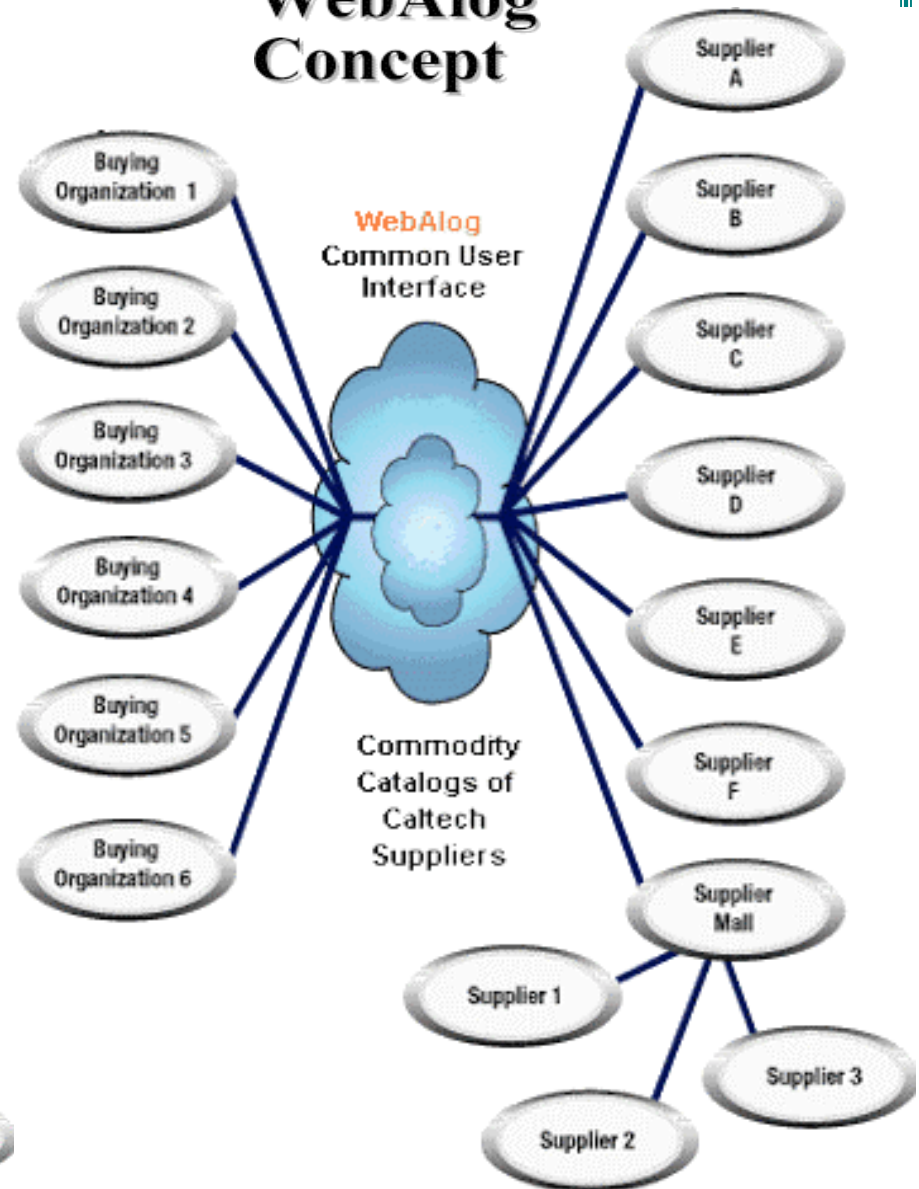 WebAlog
Concept
Buying
Organization 1
Buying
Organization 2
Buying
Organization 3
Buying
Organization 4
Buying
Organization 5
Buying
Organization 6
WebAlog
Common User
Interface
Commodity
Catalogs of
Caltech
Suppliers
Supplier
A
Supplier
B
Supplier
C
Supplier
D
Supplier
E
Supplier
F
Supplier
Mall
Supplier 1
Supplier 2
Supplier 3